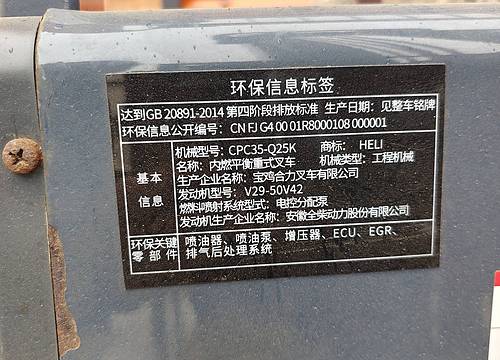 环保信息标签
达到GB 20891-2014 第四阶段排放标准 生产日期：见整车铭牌
环保信息公开编号：CN FJ G4 00 01R8000108 000001
基本
信息
机械型号：CPC35-Q25K 商标：HELI
名称：内燃平衡重式叉车 机械类型：工程机械
生产企业名称：宝鸡合力叉车有限公司
发动机型号：V29-50V42
燃料喷射系统型式：电控分配泵
发动机生产企业名称：安徽全柴动力股份有限公司
环保关键
零部件
喷油器、喷油泵、增压器、ECU、EGR、
排气后处理系统